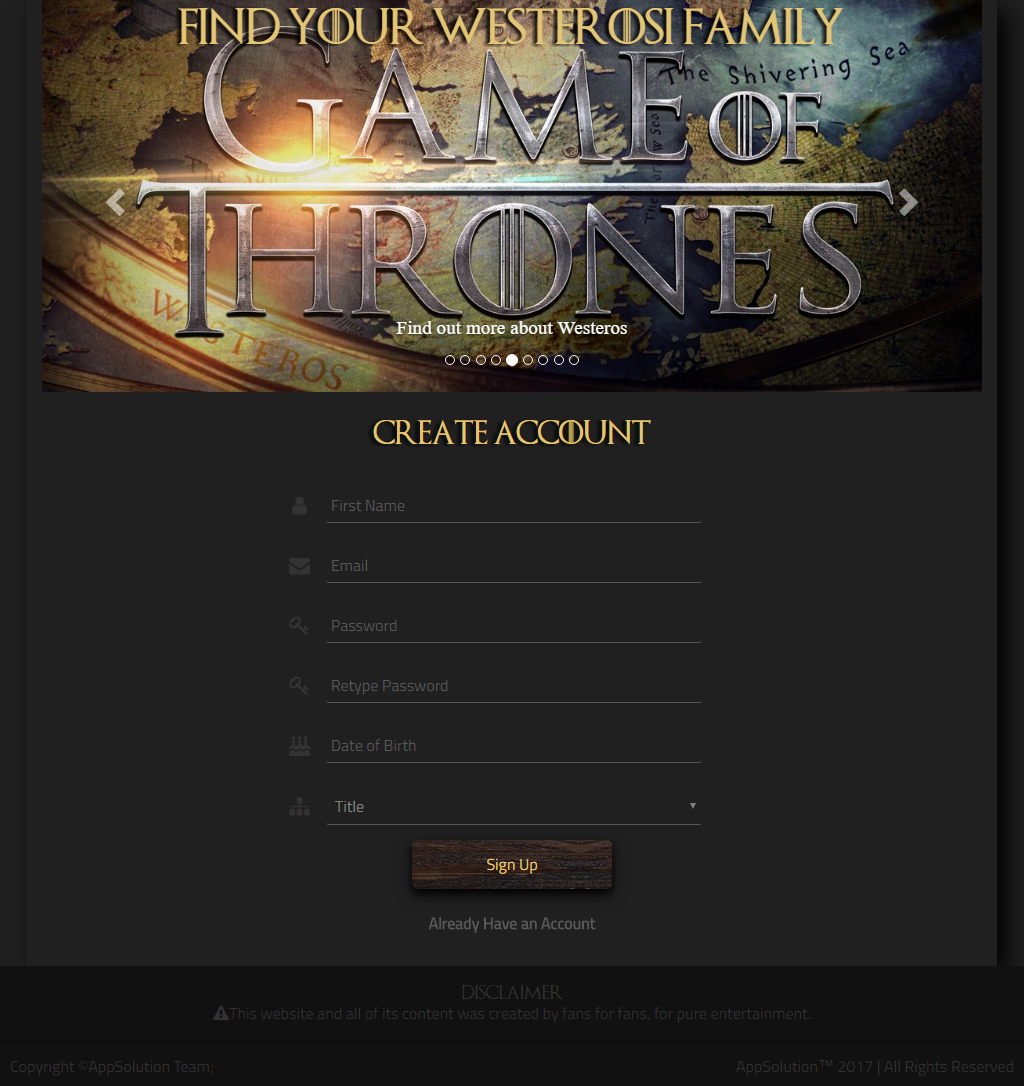 FIND YOUR WESTEROSI FAMILY
GAME OF
THRONES
The Shivering Sea
WESTEROS
Find out more about Westeros
CREATE ACCOUNT
First Name
Email
Password
Retype Password
Date of Birth
Title
Sign Up
Already Have an Account
DISCLAIMER
This website and all of its content was created by fans for fans, for pure entertainment.
Copyright ©AppSolution Team;
AppSolution™ 2017 | All Rights Reserved